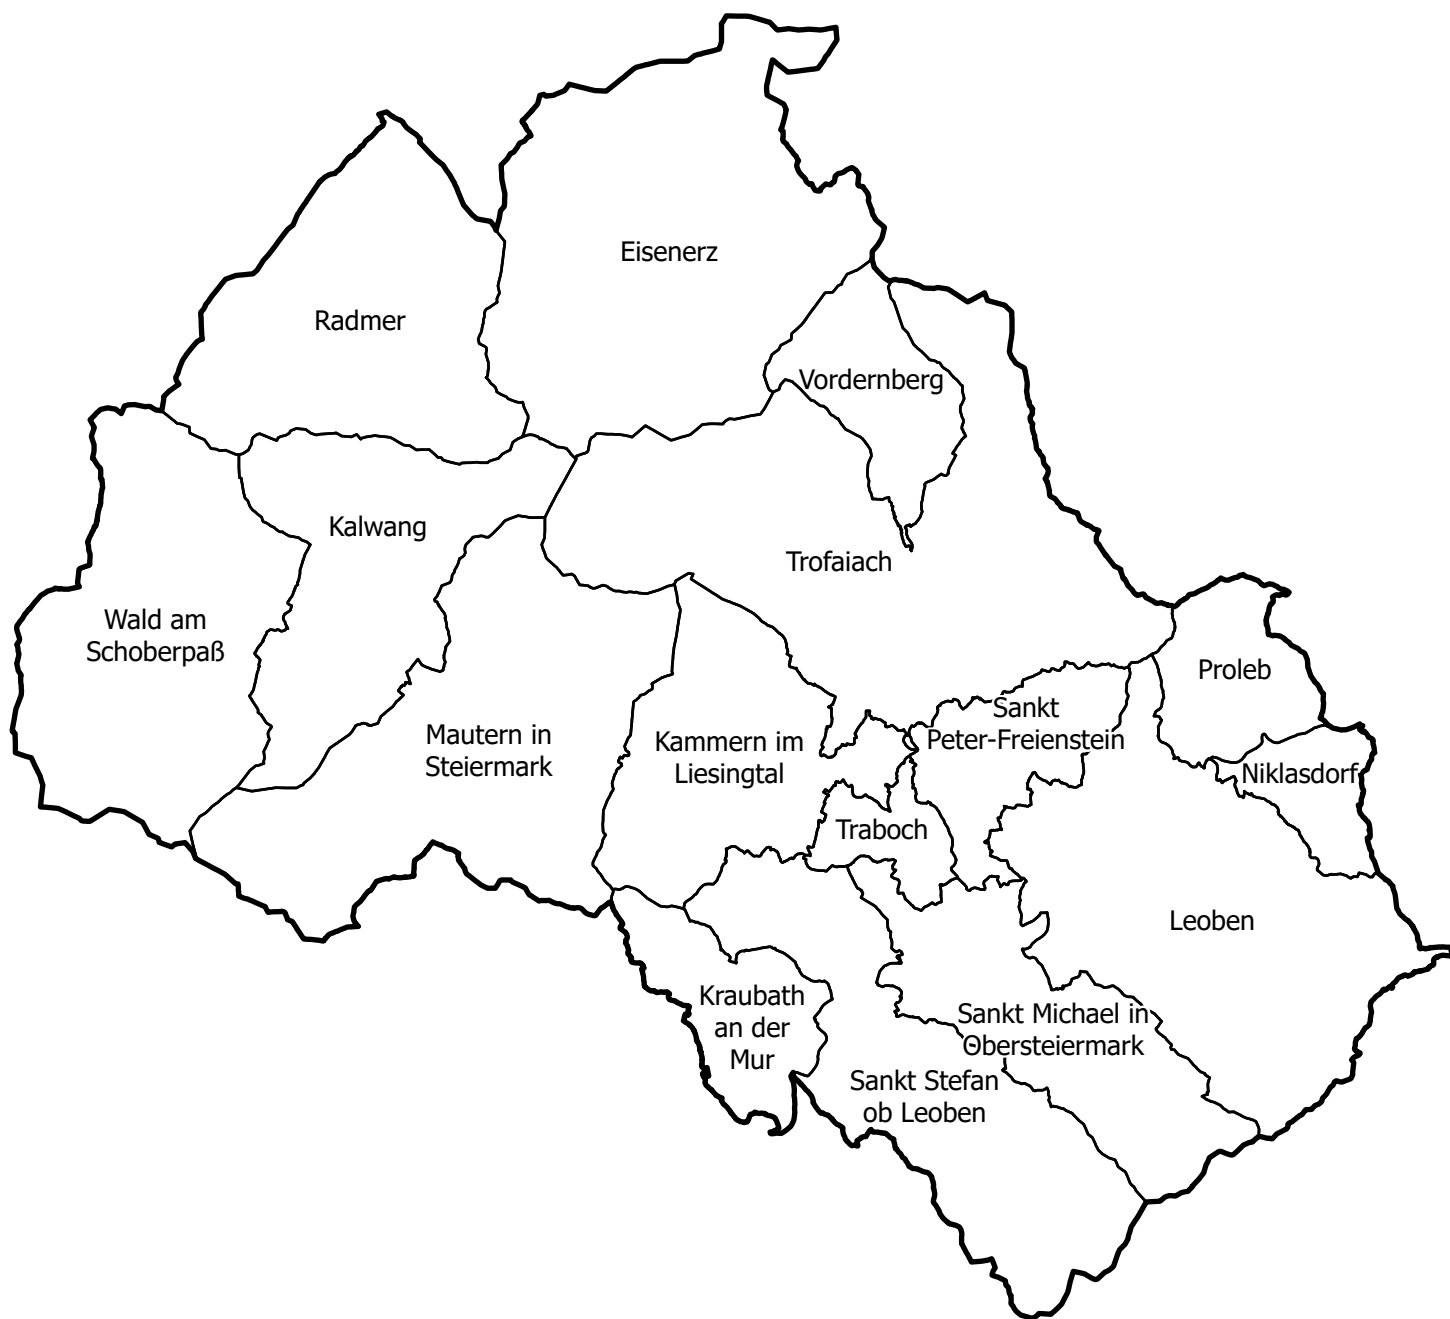 Eisenerz
Radmer
Vordernberg
Kalwang
Trofaiach
Wald am
Schoberpaß
Proleb
Sankt
Peter-Freienstein
Mautern in
Steiermark
Kammern im
Liesingtal
Niklasdorf
Traboch
Leoben
Kraubath
an der
Mur
Sankt Michael in
Obersteiermark
Sankt Stefan
ob Leoben